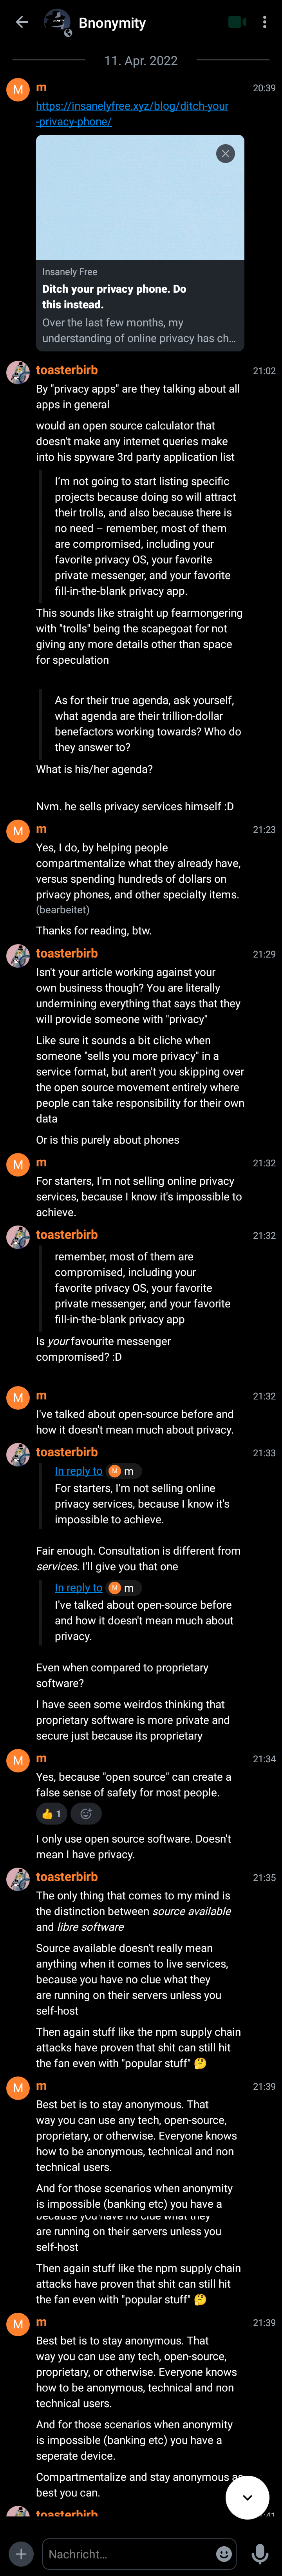 Bnonymity
11. Apr. 2022
M
m
20:39
https://insanelyfree.xyz/blog/ditch-your
-privacy-phone/
Insanely Free
Ditch your privacy phone. Do
this instead.
Over the last few months, my
understanding of online privacy has ch...
toasterbirb
21:02
By "privacy apps" are they talking about all
apps in general
would an open source calculator that
doesn't make any internet queries make
into his spyware 3rd party application list
I'm not going to start listing specific
projects because doing so will attract
their trolls, and also because there is
no need – remember, most of them
are compromised, including your
favorite privacy OS, your favorite
private messenger, and your favorite
fill-in-the-blank privacy app.
This sounds like straight up fearmongering
with "trolls" being the scapegoat for not
giving any more details other than space
for speculation
As for their true agenda, ask yourself,
what agenda are their trillion-dollar
benefactors working towards? Who do
they answer to?
What is his/her agenda?
Nvm. he sells privacy services himself :D
M
m
21:23
Yes, I do, by helping people
compartmentalize what they already have,
versus spending hundreds of dollars on
privacy phones, and other specialty items.
(bearbeitet)
Thanks for reading, btw.
toasterbirb
21:29
Isn't your article working against your
own business though? You are literally
undermining everything that says that they
will provide someone with "privacy"
Like sure it sounds a bit cliche when
someone "sells you more privacy" in a
service format, but aren't you skipping over
the open source movement entirely where
people can take responsibility for their own
data
Or is this purely about phones
M
m
21:32
For starters, I'm not selling online privacy
services, because I know it's impossible to
achieve.
toasterbirb
21:32
remember, most of them are
compromised, including your
favorite privacy OS, your favorite
private messenger, and your favorite
fill-in-the-blank privacy app
Is your favourite messenger
compromised? :D
M
m
21:32
I've talked about open-source before and
how it doesn't mean much about privacy.
toasterbirb
21:33
In reply to M m
For starters, I'm not selling online
privacy services, because I know it's
impossible to achieve.
Fair enough. Consultation is different from
services. I'll give you that one
In reply to M m
I've talked about open-source before
and how it doesn't mean much about
privacy.
Even when compared to proprietary
software?
I have seen some weirdos thinking that
proprietary software is more private and
secure just because its proprietary
M
m
21:34
Yes, because "open source" can create a
false sense of safety for most people.
👍 1
I only use open source software. Doesn't
mean I have privacy.
toasterbirb
21:35
The only thing that comes to my mind is
the distinction between source available
and libre software
Source available doesn't really mean
anything when it comes to live services,
because you have no clue what they
are running on their servers unless you
self-host
Then again stuff like the npm supply chain
attacks have proven that shit can still hit
the fan even with "popular stuff" 🤔
M
m
21:39
Best bet is to stay anonymous. That
way you can use any tech, open-source,
proprietary, or otherwise. Everyone knows
how to be anonymous, technical and non
technical users.
And for those scenarios when anonymity
is impossible (banking etc) you have a
because you have no clue what they
are running on their servers unless you
self-host
Then again stuff like the npm supply chain
attacks have proven that shit can still hit
the fan even with "popular stuff" 🤔
M
m
21:39
Best bet is to stay anonymous. That
way you can use any tech, open-source,
proprietary, or otherwise. Everyone knows
how to be anonymous, technical and non
technical users.
And for those scenarios when anonymity
is impossible (banking etc) you have a
seperate device.
Compartmentalize and stay anonymous as
best you can.
toasterbirb
:41
Nachricht...